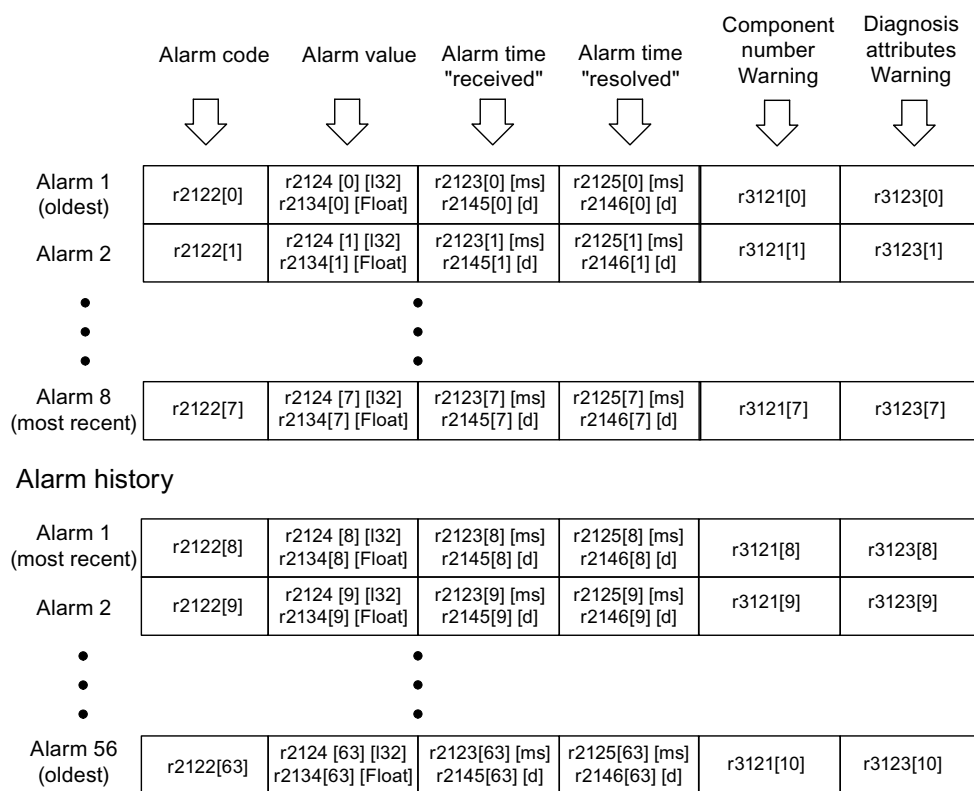 Alarm code
Alarm value
Alarm time
"received"
Alarm time
"resolved"
Component
number
Warning
Diagnosis
attributes
Warning
Alarm 1
(oldest)
r2122[0]
r2124 [0] [I32]
r2134[0] [Float]
r2123[0] [ms]
r2145[0] [d]
r2125[0] [ms]
r2146[0] [d]
r3121[0]
r3123[0]
Alarm 2
r2122[1]
r2124 [1] [I32]
r2134[1] [Float]
r2123[1] [ms]
r2145[1] [d]
r2125[1] [ms]
r2146[1] [d]
r3121[1]
r3123[1]
Alarm 8
(most recent)
r2122[7]
r2124 [7] [I32]
r2134[7] [Float]
r2123[7] [ms]
r2145[7] [d]
r2125[7] [ms]
r2146[7] [d]
r3121[7]
r3123[7]
Alarm history
Alarm 1
(most recent)
r2122[8]
r2124 [8] [I32]
r2134[8] [Float]
r2123[8] [ms]
r2145[8] [d]
r2125[8] [ms]
r2146[8] [d]
r3121[8]
r3123[8]
Alarm 2
r2122[9]
r2124 [9] [I32]
r2134[9] [Float]
r2123[9] [ms]
r2145[9] [d]
r2125[9] [ms]
r2146[9] [d]
r3121[9]
r3123[9]
Alarm 56
(oldest)
r2122[63]
r2124 [63] [I32]
r2134[63] [Float]
r2123[63] [ms]
r2145[63] [d]
r2125[63] [ms]
r2146[63] [d]
r3121[10]
r3123[10]